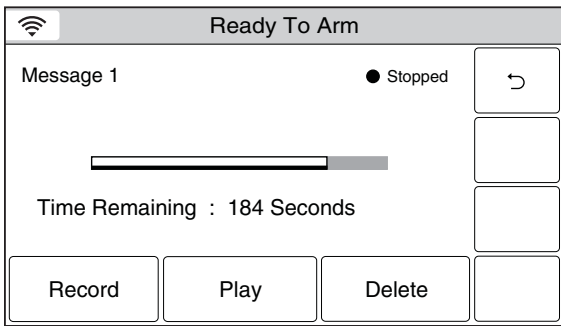 Ready To Arm
Message 1
Stopped
Time Remaining : 184 Seconds
Record
Play
Delete